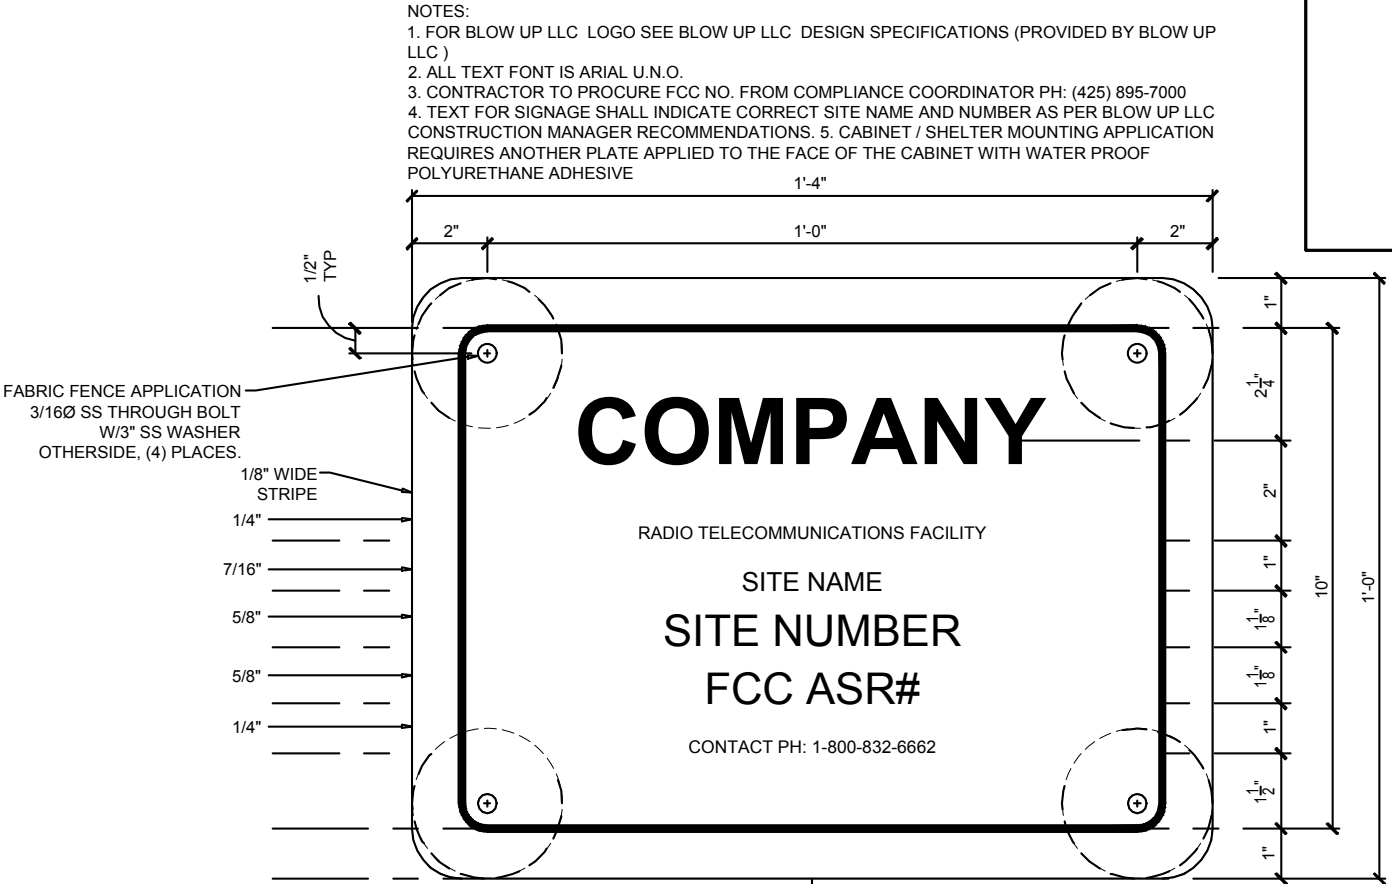 NOTES:
1. FOR BLOW UP LLC LOGO SEE BLOW UP LLC DESIGN SPECIFICATIONS (PROVIDED BY BLOW UP
LLC )
2. ALL TEXT FONT IS ARIAL U.N.O.
3. CONTRACTOR TO PROCURE FCC NO. FROM COMPLIANCE COORDINATOR PH: (425) 895-7000
4. TEXT FOR SIGNAGE SHALL INDICATE CORRECT SITE NAME AND NUMBER AS PER BLOW UP LLC
CONSTRUCTION MANAGER RECOMMENDATIONS. 5. CABINET / SHELTER MOUNTING APPLICATION
REQUIRES ANOTHER PLATE APPLIED TO THE FACE OF THE CABINET WITH WATER PROOF
POLYURETHANE ADHESIVE
1'-4"
2"
1'-0"
2"
1/2"
TYP
FABRIC FENCE APPLICATION
3/16Ø SS THROUGH BOLT
W/3" SS WASHER
OTHERSIDE, (4) PLACES.
1/8" WIDE
STRIPE
1/4"
7/16"
5/8"
5/8"
1/4"
COMPANY
RADIO TELECOMMUNICATIONS FACILITY
SITE NAME
SITE NUMBER
FCC ASR#
CONTACT PH: 1-800-832-6662
1"
2 1/4"
2"
1"
1 1/8"
1 1/8"
1"
1 1/2"
1"
10"
1'-0"